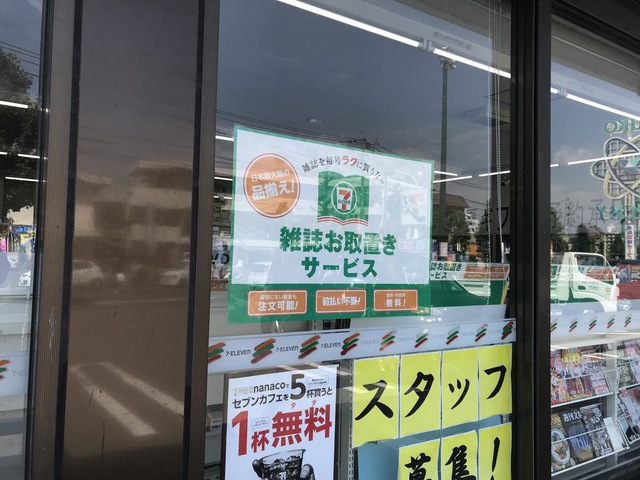 雑誌を毎号ラクに買うなら
日本最大級の
品揃え!
7
ELEVEN
雑誌お取置き
サービス
注文可能!
前払い不要!
無料!
7-ELEVEN 7-ELEVEN 7-ELEVEN
nanacoで
セブンカフェを5杯買うと
1杯無料
スタッフ
募集!